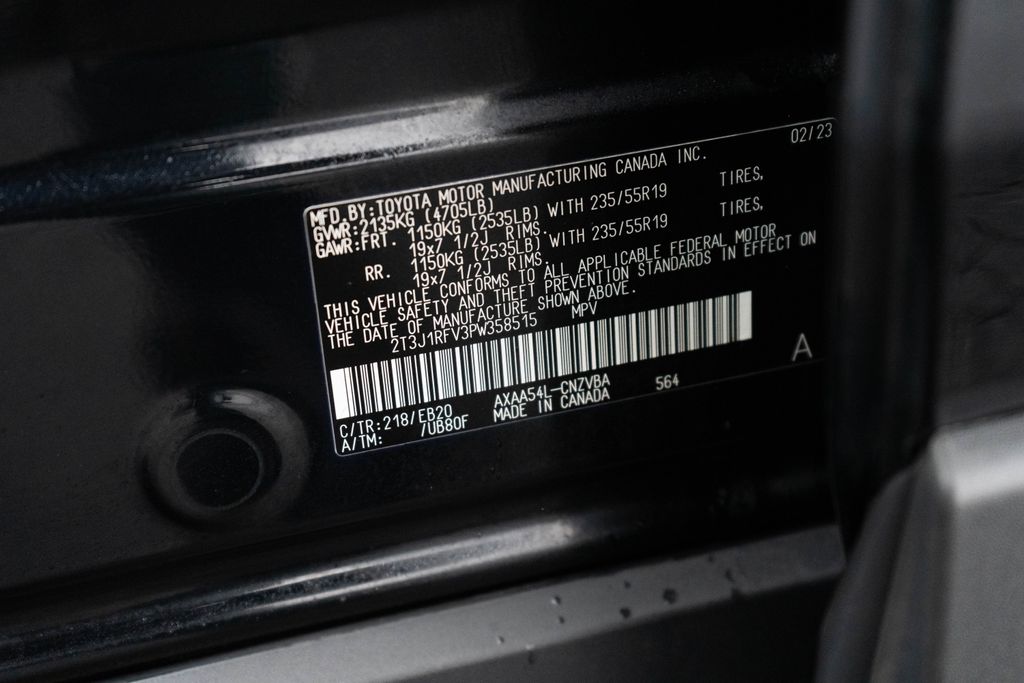 02/23
MFD.BY:TOYOTA MOTOR MANUFACTURING CANADA INC.
GVWR:2135KG (4705LB)
GAWR:FRT. 1150KG (2535LB) WITH 235/55R19 TIRES,
19x7 1/2J RIMS.
RR. 1150KG (2535LB) WITH 235/55R19 TIRES,
19x7 1/2J RIMS.
THIS VEHICLE CONFORMS TO ALL APPLICABLE FEDERAL MOTOR
VEHICLE SAFETY AND THEFT PREVENTION STANDARDS IN EFFECT ON
THE DATE OF MANUFACTURE SHOWN ABOVE.
2T3J1RFV3PW358515 MPV
A
C/TR:218/EB20 AXAA54L-CNZVBA 564
A/TM: /UB80F MADE IN CANADA